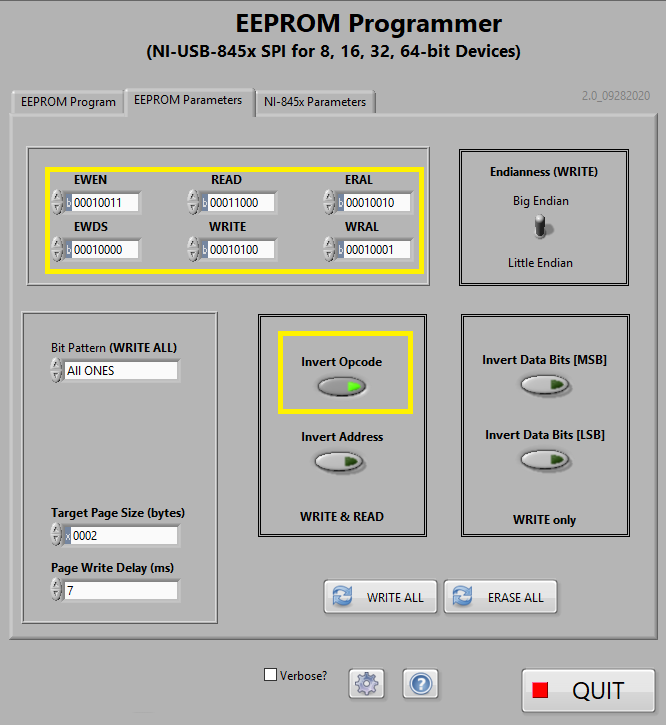 EEPROM Programmer
(NI-USB-845x SPI for 8, 16, 32, 64-bit Devices)
EEPROM Program
EEPROM Parameters
NI-845x Parameters
2.0_09282020
EWEN
READ
ERAL
b 00010011
b 00011000
b 00010010
EWDS
WRITE
WRAL
b 00010000
b 00010100
b 00010001
Endianness (WRITE)
Big Endian
Little Endian
Bit Pattern (WRITE ALL)
All ONES
Target Page Size (bytes)
x 0002
Page Write Delay (ms)
7
Invert Opcode
Invert Address
WRITE & READ
Invert Data Bits [MSB]
Invert Data Bits [LSB]
WRITE only
WRITE ALL
ERASE ALL
Verbose?
?
QUIT